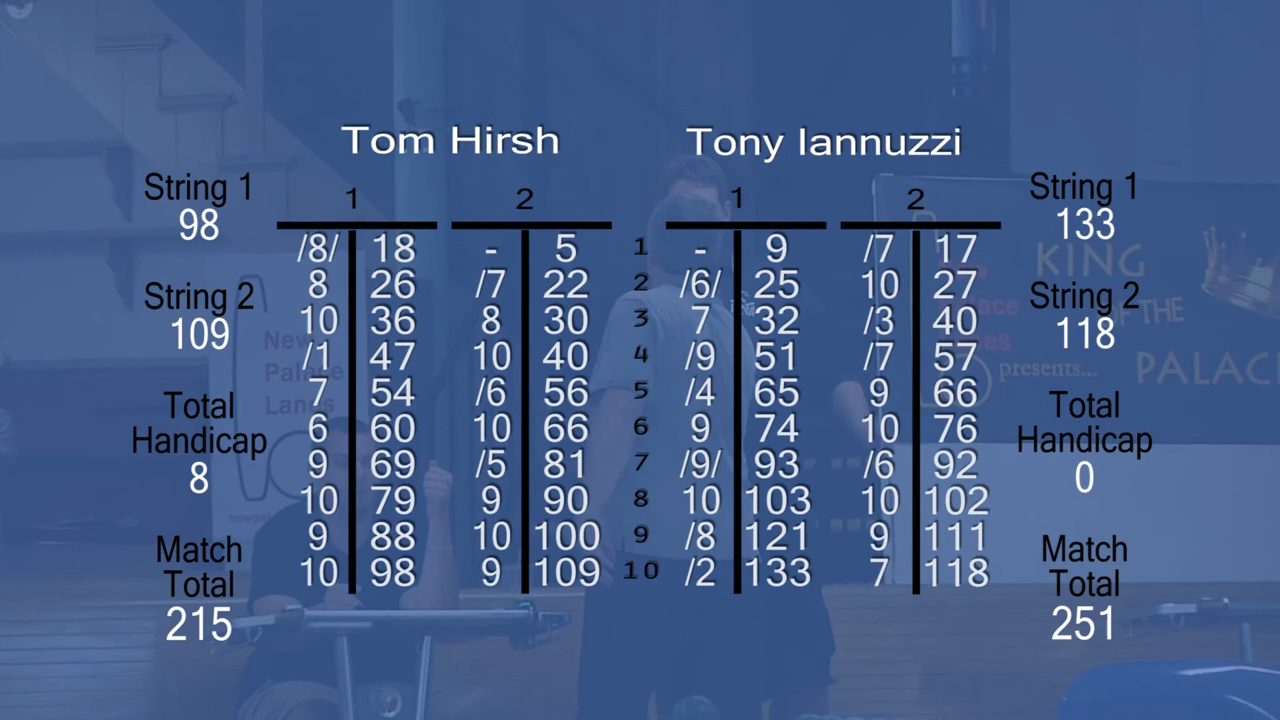 Tom Hirsh Tony Iannuzzi
String 1
98
String 2
109
Total
Handicap
8
Match
Total
215
1 2 1 2
/8/ 18 - 5 1 - 9 /7 17
8 26 /7 22 2 /6/ 25 10 27
10 36 8 30 3 7 32 /3 40
/1 47 10 40 4 /9 51 /7 57
7 54 /6 56 5 /4 65 9 66
6 60 10 66 6 9 74 10 76
9 69 /5 81 7 /9/ 93 /6 92
10 79 9 90 8 10 103 10 102
9 88 10 100 9 /8 121 9 111
10 98 9 109 10 /2 133 7 118
String 1
133
String 2
118
Total
Handicap
0
Match
Total
251
New
Palace
Lanes
KING
OF THE
PALAC
presents...